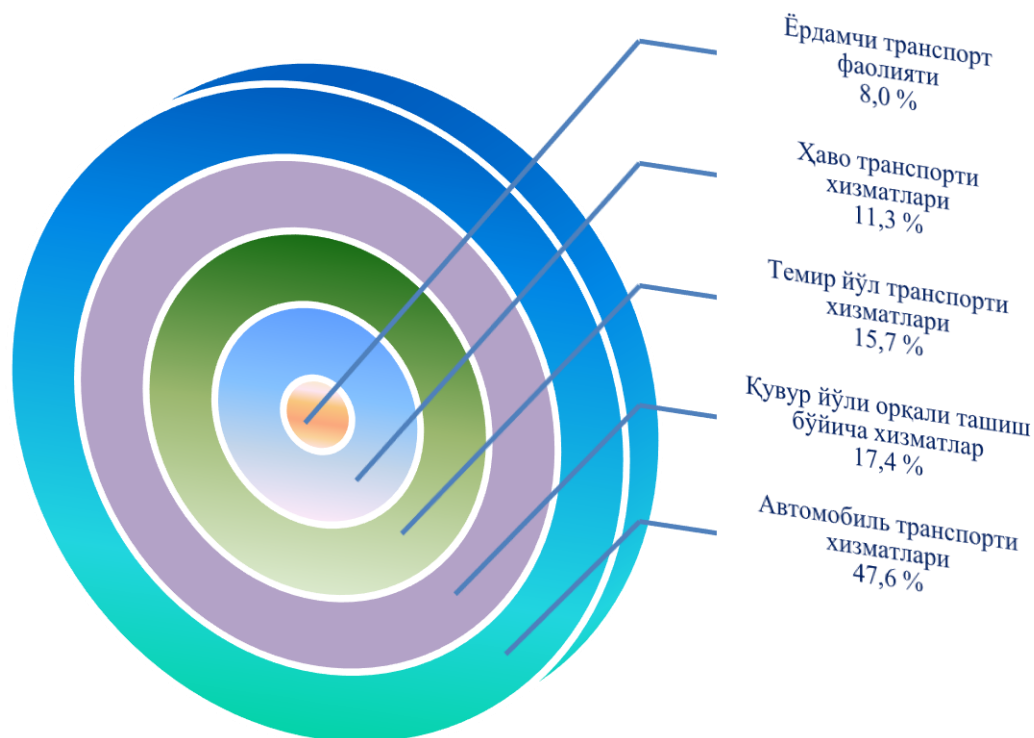 Ёрдамчи транспорт
фаолияти
8,0 %
Ҳаво транспорти
хизматлари
11,3 %
Темир йўл транспорти
хизматлари
15,7 %
Қувур йўли орқали ташиш
бўйича хизматлар
17,4 %
Автомобиль транспорти
хизматлари
47,6 %